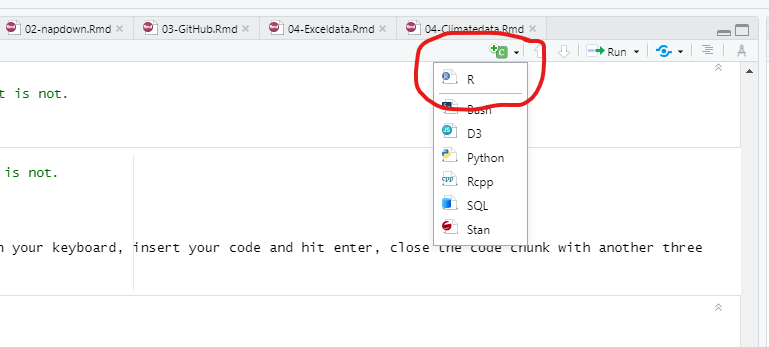 02-napdown.Rmd 03-GitHub.Rmd 04-Exceldata.Rmd 04-Climatedata.Rmd
Run
R
t is not.
Bash
D3
is not.
Python
Rcpp
SQL
Stan
n your keyboard, insert your code and hit enter, close the code chunk with another three